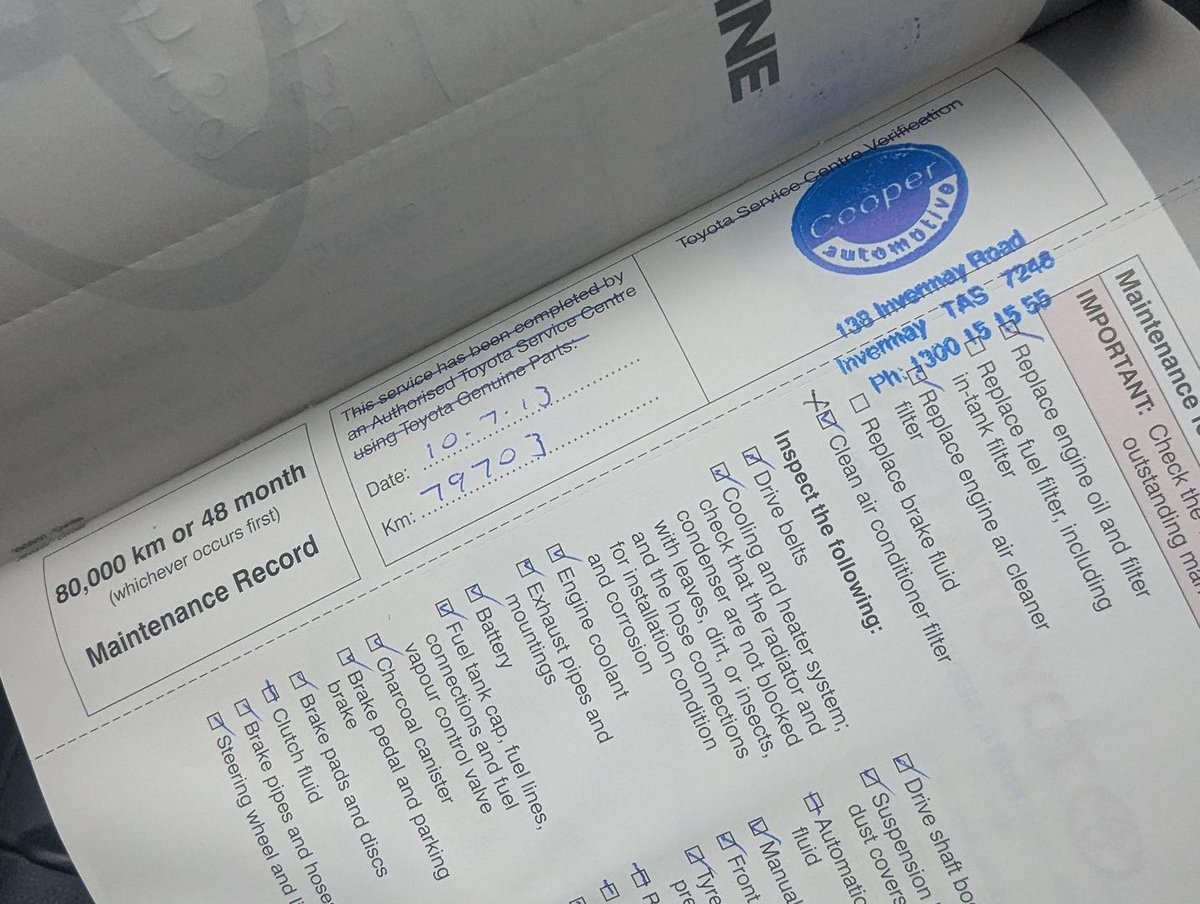 INE
Toyota Service Centre Verification
Cooper
automotive
138 Invermay Road
Invermay TAS 7248
Ph: 1300 15 15 55
This service has been completed by
an Authorised Toyota Service Centre
using Toyota Genuine Parts.
Date: 10.7.13
Km: 79703
80,000 km or 48 month
(whichever occurs first)
Maintenance Record
Maintenance
IMPORTANT: Check the
outstanding
Replace engine oil and filter
Replace fuel filter, including
in-tank filter
Replace engine air cleaner
filter
Replace brake fluid
Clean air conditioner filter
Inspect the following:
Drive belts
Cooling and heater system,
check that the radiator and
condenser are not blocked
with leaves, dirt, or insects,
and the hose connections
for installation condition
and corrosion
Engine coolant
Exhaust pipes and
mountings
Battery
Fuel tank cap, fuel lines,
connections and fuel
vapour control valve
Charcoal canister
Brake pedal and parking
brake
Brake pads and discs
Clutch fluid
Brake pipes and hoses
Steering wheel and
Drive shaft
Suspension
dust covers
Automatic
fluid
Manual
Front
Tyre